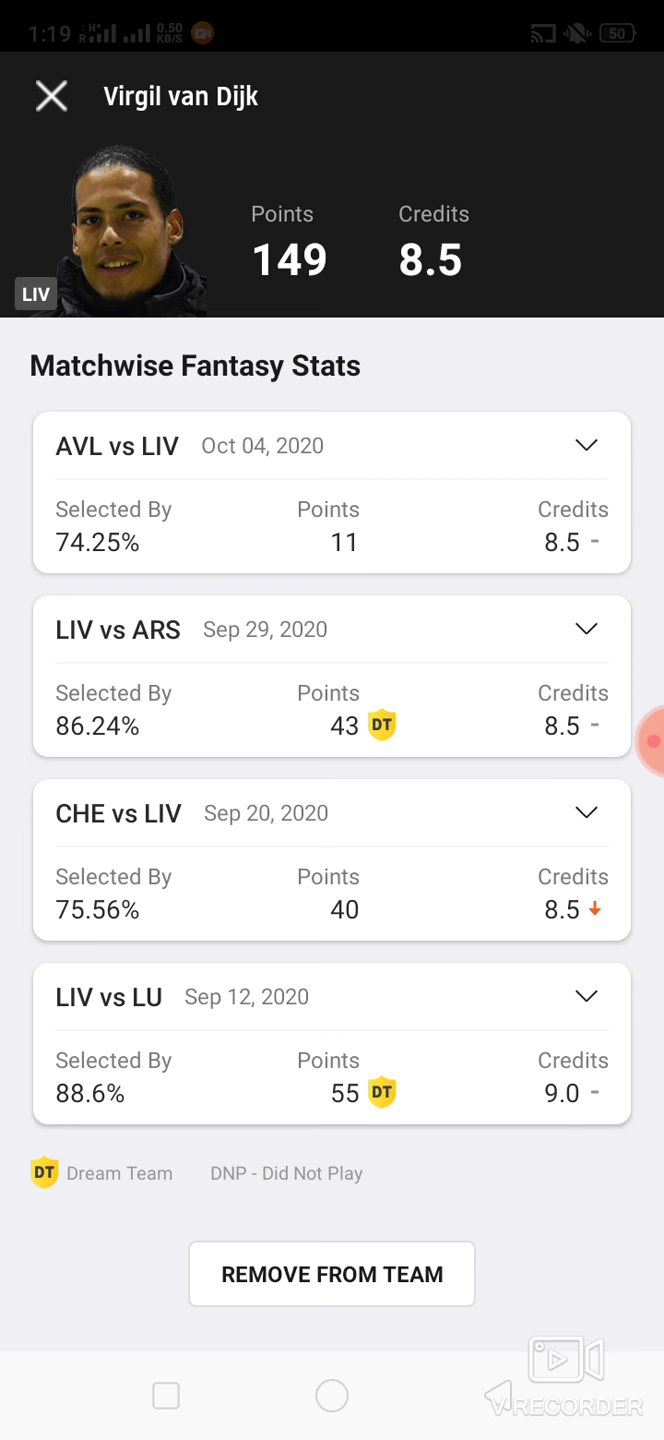 1:19 R H+ 0.50 KB/S 50
Virgil van Dijk
Points Credits
149 8.5
LIV
Matchwise Fantasy Stats
AVL vs LIV Oct 04, 2020
Selected By Points Credits
74.25% 11 8.5 -
LIV vs ARS Sep 29, 2020
Selected By Points Credits
86.24% 43 DT 8.5 -
CHE vs LIV Sep 20, 2020
Selected By Points Credits
75.56% 40 8.5
LIV vs LU Sep 12, 2020
Selected By Points Credits
88.6% 55 DT 9.0 -
DT Dream Team DNP - Did Not Play
REMOVE FROM TEAM
VRECORDER